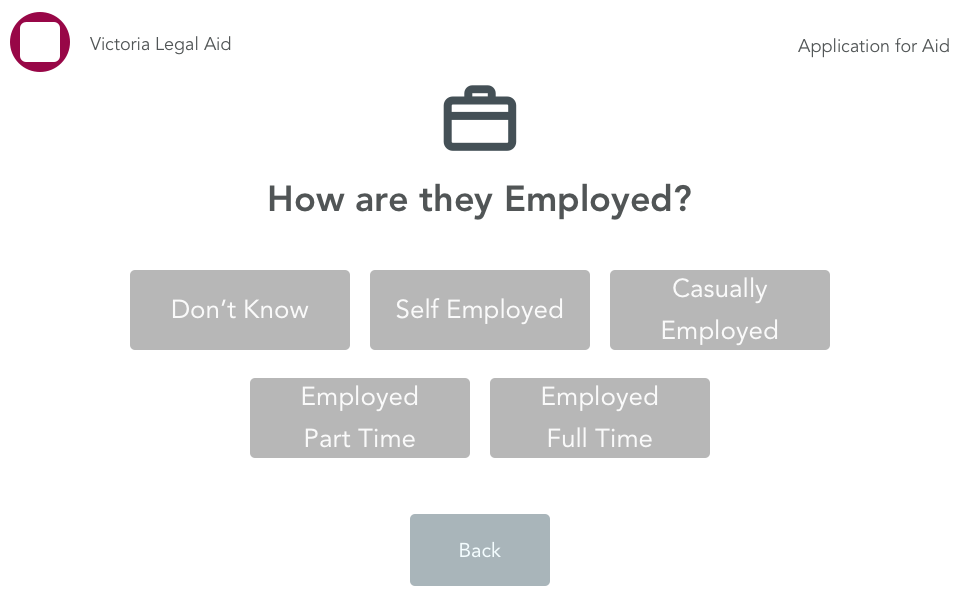 Victoria Legal Aid
Application for Aid
How are they Employed?
Don’t Know
Self Employed
Casually
Employed
Employed
Part Time
Employed
Full Time
Back